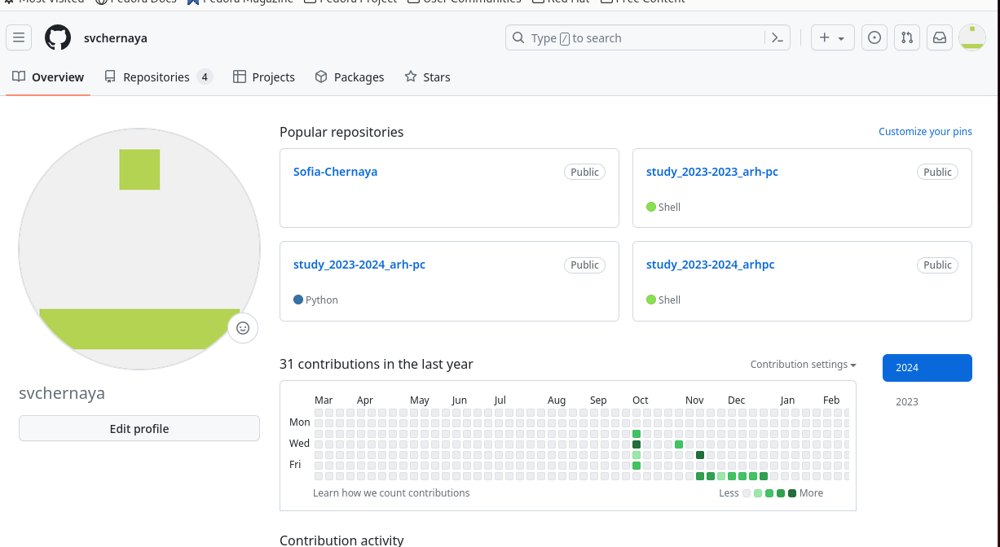 Most Visited Fedora Docs Fedora Magazine Fedora Project User Communities Red Hat Free Content
svchernaya Type / to search
Overview Repositories 4 Projects Packages Stars
Popular repositories Customize your pins
Sofia-Chernaya Public study_2023-2023_arh-pc Public
Shell
study_2023-2024_arh-pc Public study_2023-2024_arhpc Public
Python Shell
31 contributions in the last year Contribution settings 2024
svchernaya
Mar Apr May Jun Jul Aug Sep Oct Nov Dec Jan Feb 2023
Mon
Edit profile
Wed
Fri
Learn how we count contributions Less More
Contribution activity